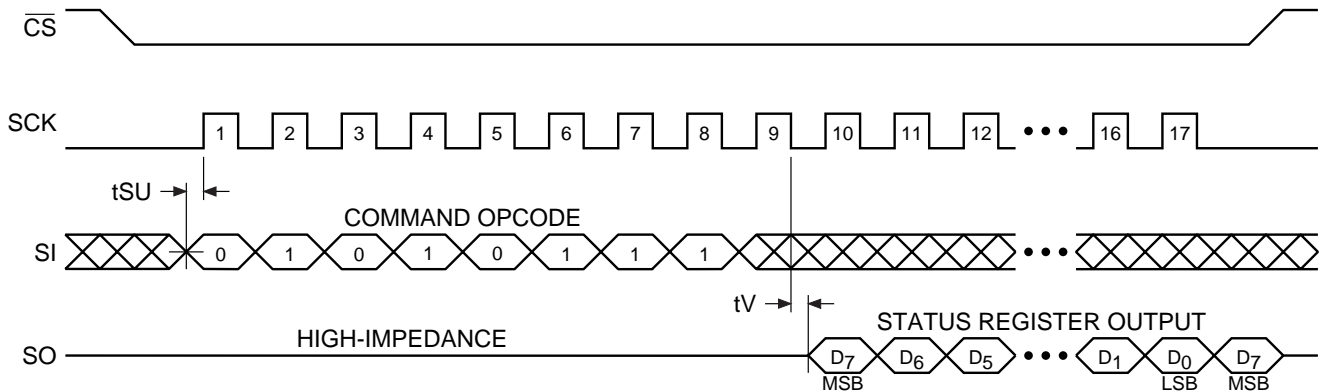 CS
SCK
1 2 3 4 5 6 7 8 9 10 11 12 ••• 16 17
tSU
COMMAND OPCODE
SI
0 1 0 1 0 1 1 1 •••
tV
HIGH-IMPEDANCE
STATUS REGISTER OUTPUT
SO
D7 D6 D5 ••• D1 D0 D7
MSB LSB MSB